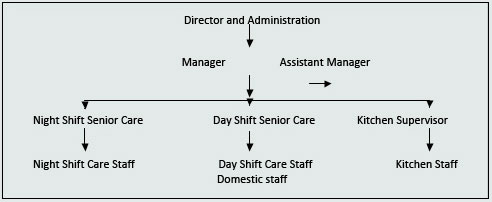 Director and Administration
Manager Assistant Manager
Night Shift Senior Care Day Shift Senior Care Kitchen Supervisor
Night Shift Care Staff Day Shift Care Staff Kitchen Staff
Domestic staff